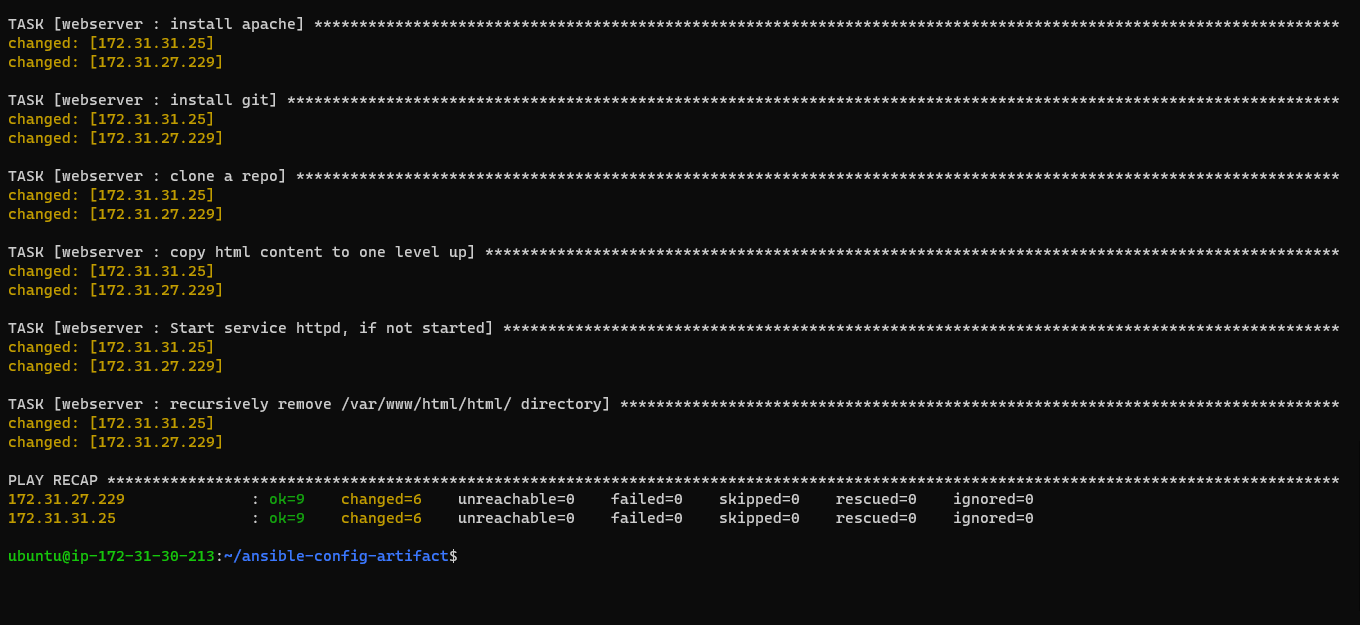 TASK [webserver : install apache] ******************************************************************************************************************
changed: [172.31.31.25]
changed: [172.31.27.229]
TASK [webserver : install git] *********************************************************************************************************************
changed: [172.31.31.25]
changed: [172.31.27.229]
TASK [webserver : clone a repo] ********************************************************************************************************************
changed: [172.31.31.25]
changed: [172.31.27.229]
TASK [webserver : copy html content to one level up] ***********************************************************************************************
changed: [172.31.31.25]
changed: [172.31.27.229]
TASK [webserver : Start service httpd, if not started] *********************************************************************************************
changed: [172.31.31.25]
changed: [172.31.27.229]
TASK [webserver : recursively remove /var/www/html/html/ directory] ********************************************************************************
changed: [172.31.31.25]
changed: [172.31.27.229]
PLAY RECAP *****************************************************************************************************************************************
172.31.27.229              : ok=9    changed=6    unreachable=0    failed=0    skipped=0    rescued=0    ignored=0
172.31.31.25               : ok=9    changed=6    unreachable=0    failed=0    skipped=0    rescued=0    ignored=0
ubuntu@ip-172-31-30-213:~/ansible-config-artifact$